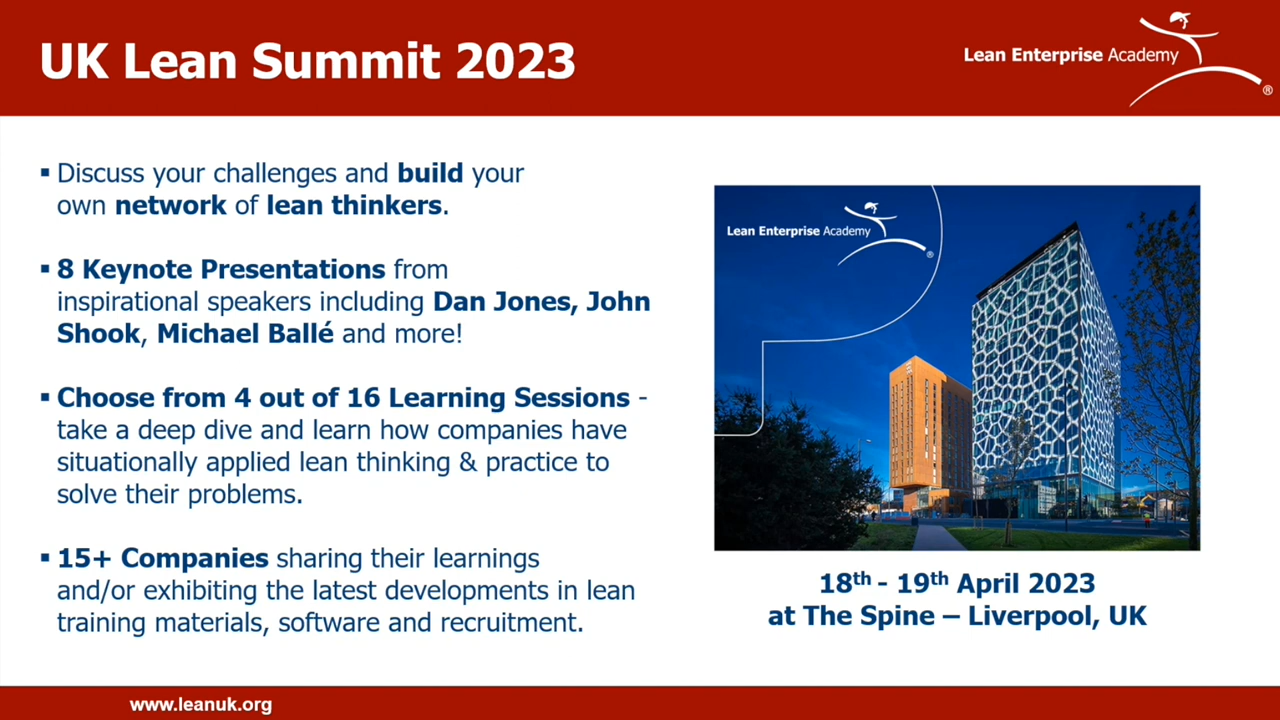 UK Lean Summit 2023
Lean Enterprise Academy
®
▪ Discuss your challenges and build your
own network of lean thinkers.
▪ 8 Keynote Presentations from
inspirational speakers including Dan Jones, John
Shook, Michael Ballé and more!
▪ Choose from 4 out of 16 Learning Sessions -
take a deep dive and learn how companies have
situationally applied lean thinking & practice to
solve their problems.
▪ 15+ Companies sharing their learnings
and/or exhibiting the latest developments in lean
training materials, software and recruitment.
Lean Enterprise Academy
®
18th - 19th April 2023
at The Spine – Liverpool, UK
www.leanuk.org